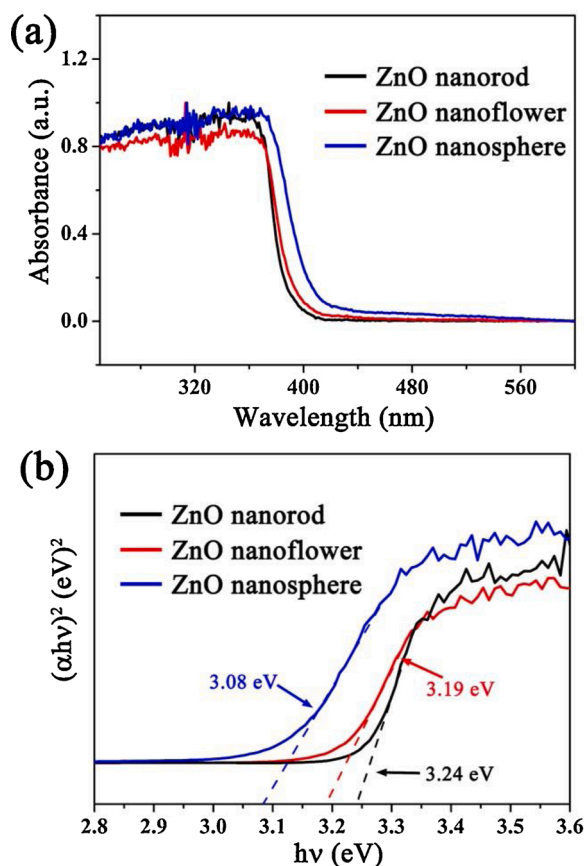 (a)
1.2
0.8
0.4
0.0
Absorbance (a.u.)
ZnO nanorod
ZnO nanoflower
ZnO nanosphere
320 400 480 560
Wavelength (nm)
(b)
ZnO nanorod
ZnO nanoflower
ZnO nanosphere
(αhν)² (eV)²
3.08 eV
3.19 eV
3.24 eV
2.8 2.9 3.0 3.1 3.2 3.3 3.4 3.5 3.6
hν (eV)